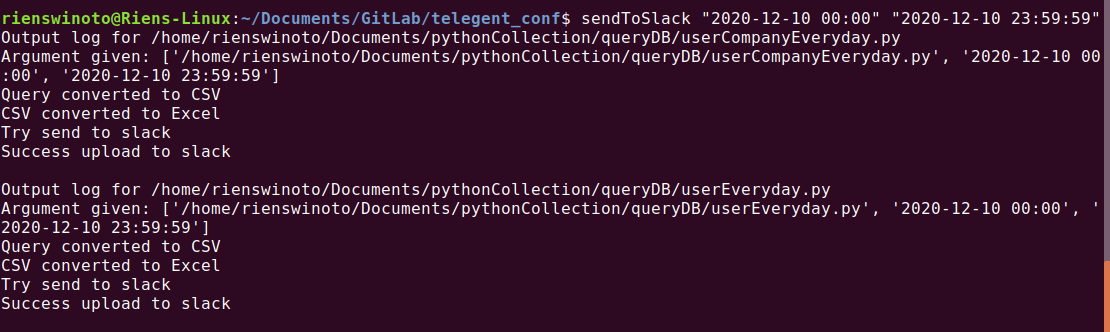 rienswinoto@Riens-Linux:~/Documents/GitLab/telegent_conf$ sendToSlack "2020-12-10 00:00" "2020-12-10 23:59:59"
Output log for /home/rienswinoto/Documents/pythonCollection/queryDB/userCompanyEveryday.py
Argument given: ['/home/rienswinoto/Documents/pythonCollection/queryDB/userCompanyEveryday.py', '2020-12-10 00
:00', '2020-12-10 23:59:59']
Query converted to CSV
CSV converted to Excel
Try send to slack
Success upload to slack

Output log for /home/rienswinoto/Documents/pythonCollection/queryDB/userEveryday.py
Argument given: ['/home/rienswinoto/Documents/pythonCollection/queryDB/userEveryday.py', '2020-12-10 00:00', '
2020-12-10 23:59:59']
Query converted to CSV
CSV converted to Excel
Try send to slack
Success upload to slack